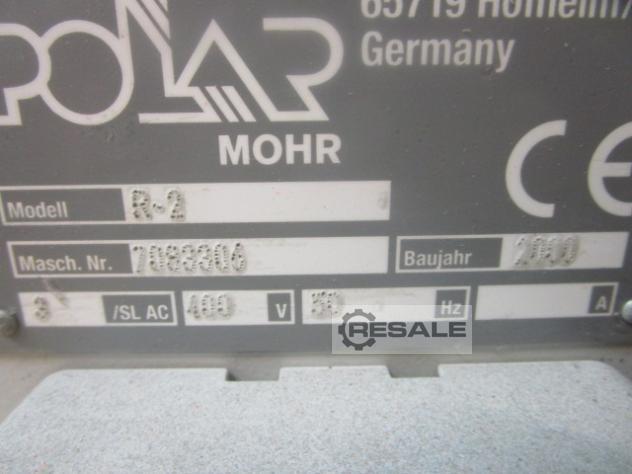 65719 Hofheim/
POLAR
Germany
MOHR
CE
Modell R-2
Masch. Nr. 7083306 Baujahr 2000
3 /SL AC 400 V 50 Hz A
RESALE